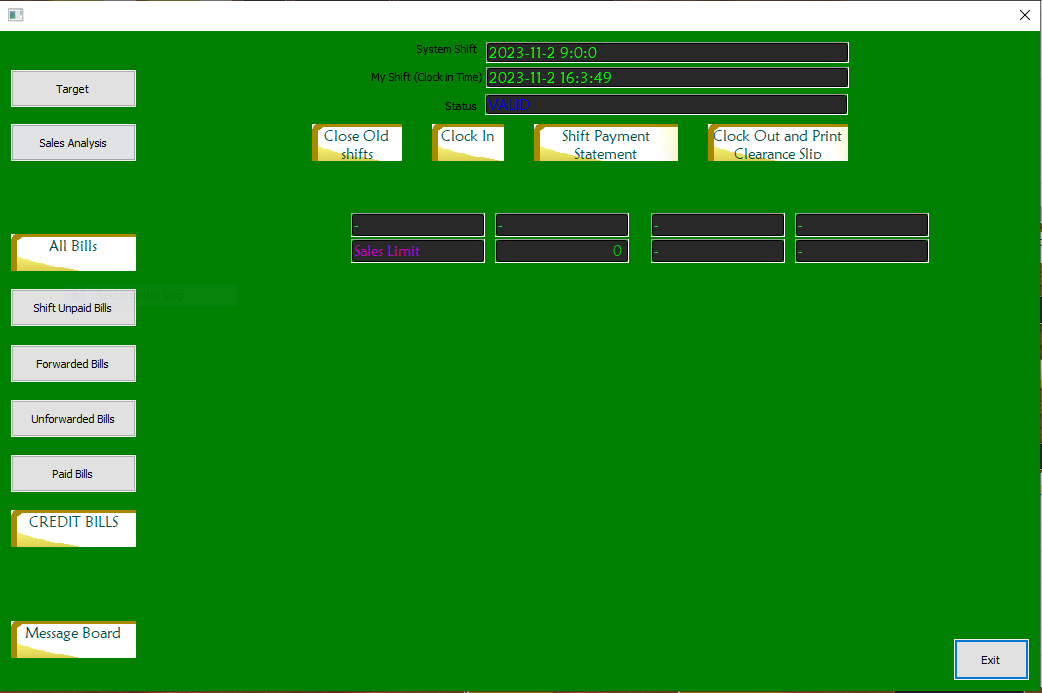 System Shift
2023-11-2 9:0:0
My Shift (Clock in Time)
2023-11-2 16:3:49
Status
VALID
Target
Sales Analysis
Close Old
shifts
Clock In
Shift Payment
Statement
Clock Out and Print
Clearance Slip
-
-
-
-
Sales Limit
0
-
-
All Bills
Shift Unpaid Bills
Forwarded Bills
Unforwarded Bills
Paid Bills
CREDIT BILLS
Message Board
Exit